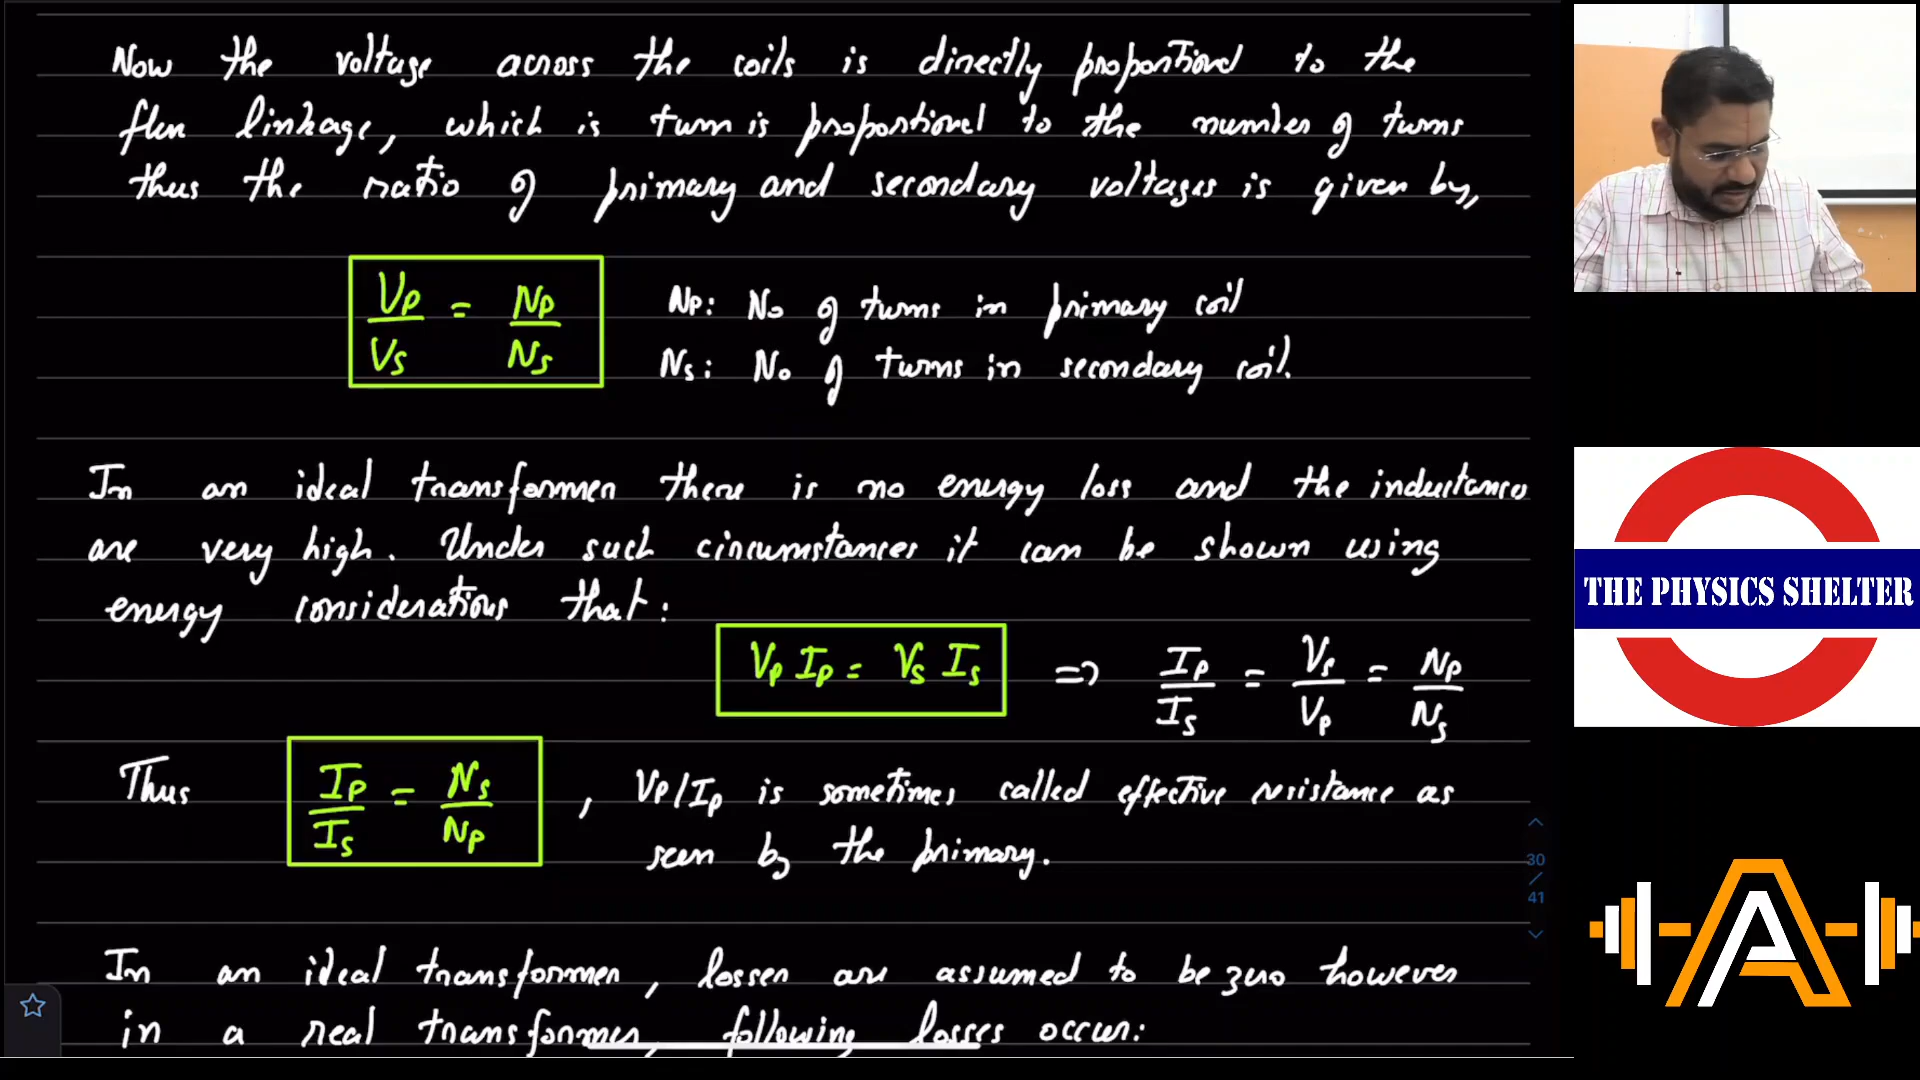 Now the voltage across the coils is directly proportional to the
flux linkage, which is turn is proportional to the number of turns
thus the ratio of primary and secondary voltages is given by,
Vp/Vs = Np/Ns
Np: No of turns in primary coil
Ns: No of turns in secondary coil.
In an ideal transformer there is no energy loss and the inductances
are very high. Under such circumstances it can be shown using
energy considerations that:
Vp Ip = Vs Is => Ip/Is = Vs/Vp = Np/Ns
Thus Ip/Is = Ns/Np , Vp/Ip is sometimes called effective resistance as
seen by the primary.
In an ideal transformer, losses are assumed to be zero however
in a real transformer, following losses occur:
30
/
41
THE PHYSICS SHELTER